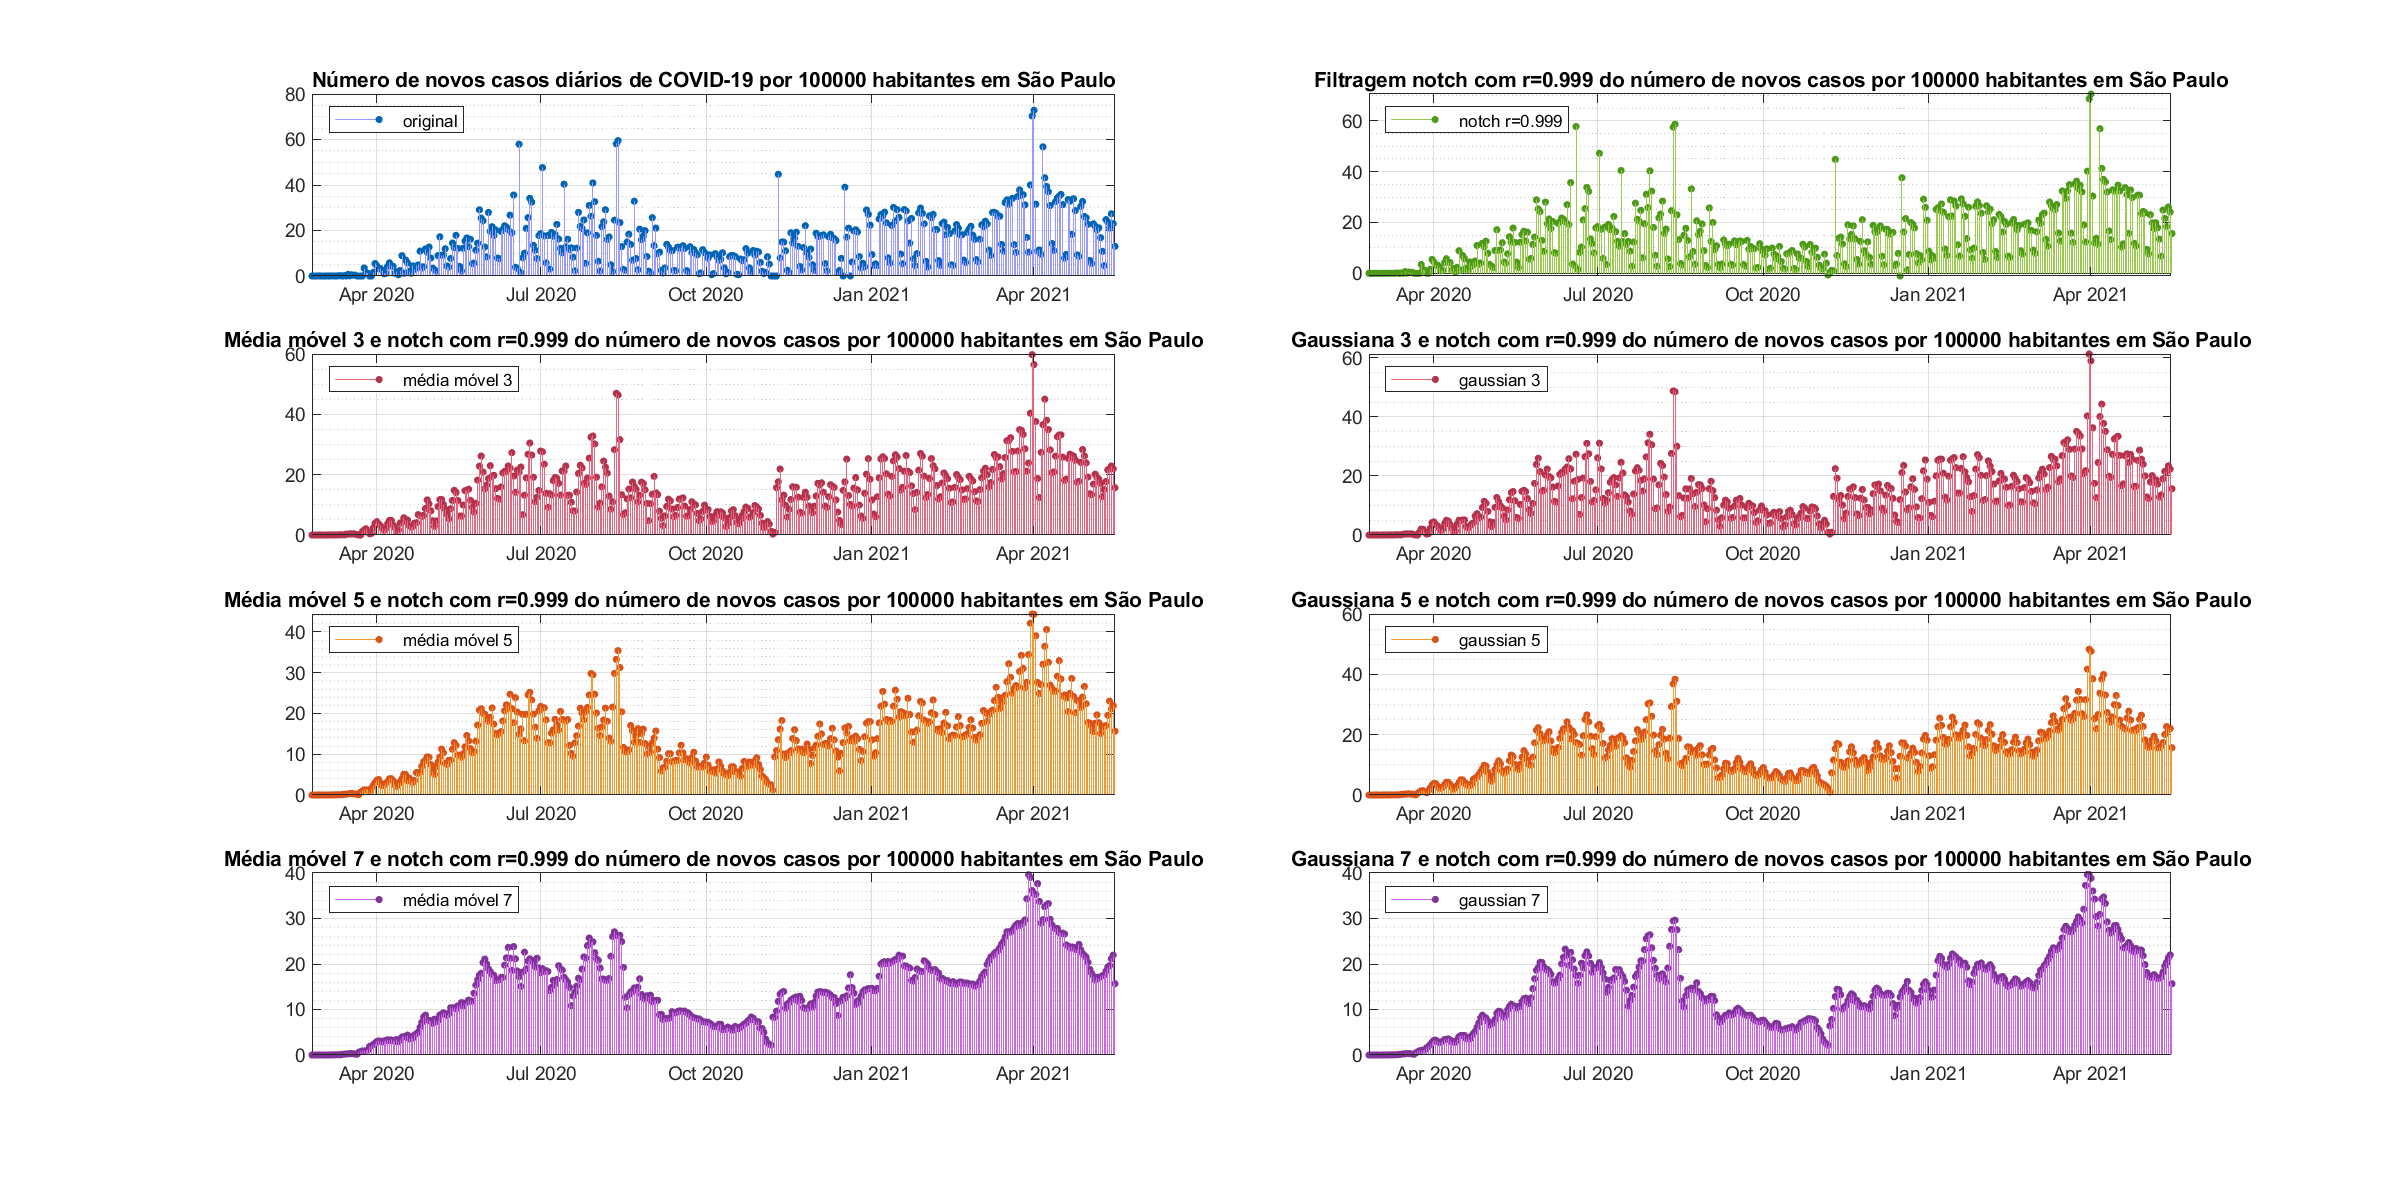 Número de novos casos diários de COVID-19 por 100000 habitantes em São Paulo
80
60
40
20
0
original
Apr 2020 Jul 2020 Oct 2020 Jan 2021 Apr 2021
Filtragem notch com r=0.999 do número de novos casos por 100000 habitantes em São Paulo
60
40
20
0
notch r=0.999
Apr 2020 Jul 2020 Oct 2020 Jan 2021 Apr 2021
Média móvel 3 e notch com r=0.999 do número de novos casos por 100000 habitantes em São Paulo
60
40
20
0
média móvel 3
Apr 2020 Jul 2020 Oct 2020 Jan 2021 Apr 2021
Gaussiana 3 e notch com r=0.999 do número de novos casos por 100000 habitantes em São Paulo
60
40
20
0
gaussian 3
Apr 2020 Jul 2020 Oct 2020 Jan 2021 Apr 2021
Média móvel 5 e notch com r=0.999 do número de novos casos por 100000 habitantes em São Paulo
40
30
20
10
0
média móvel 5
Apr 2020 Jul 2020 Oct 2020 Jan 2021 Apr 2021
Gaussiana 5 e notch com r=0.999 do número de novos casos por 100000 habitantes em São Paulo
60
40
20
0
gaussian 5
Apr 2020 Jul 2020 Oct 2020 Jan 2021 Apr 2021
Média móvel 7 e notch com r=0.999 do número de novos casos por 100000 habitantes em São Paulo
40
30
20
10
0
média móvel 7
Apr 2020 Jul 2020 Oct 2020 Jan 2021 Apr 2021
Gaussiana 7 e notch com r=0.999 do número de novos casos por 100000 habitantes em São Paulo
40
30
20
10
0
gaussian 7
Apr 2020 Jul 2020 Oct 2020 Jan 2021 Apr 2021